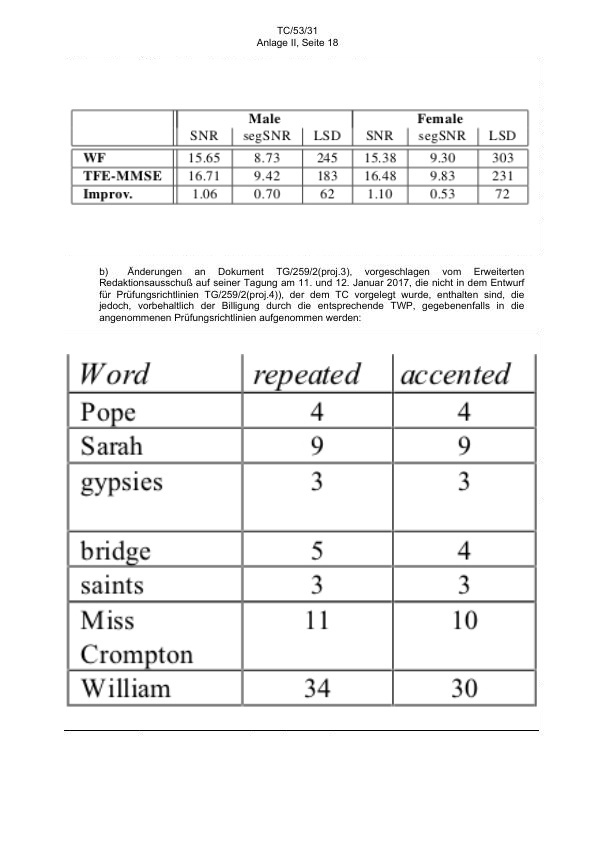 TC/53/31
Anlage II, Seite 18
Male Female
SNR segSNR LSD SNR segSNR LSD
WF 15.65 8.73 245 15.38 9.30 303
TFE-MMSE 16.71 9.42 183 16.48 9.83 231
Improv. 1.06 0.70 62 1.10 0.53 72
b) Änderungen an Dokument TG/259/2(proj.3), vorgeschlagen vom Erweiterten
Redaktionsausschuß auf seiner Tagung am 11. und 12. Januar 2017, die nicht in dem Entwurf
für Prüfungsrichtlinien TG/259/2(proj.4)), der dem TC vorgelegt wurde, enthalten sind, die
jedoch, vorbehaltlich der Billigung durch die entsprechende TWP, gegebenenfalls in die
angenommenen Prüfungsrichtlinien aufgenommen werden:
Word repeated accented
Pope 4 4
Sarah 9 9
gypsies 3 3
bridge 5 4
saints 3 3
Miss 11 10
Crompton
William 34 30